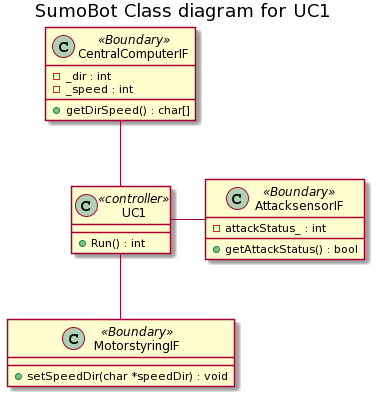 SumoBot Class diagram for UC1
C
«Boundary»
CentralComputerIF
_dir : int
_speed : int
getDirSpeed() : char[]
C
«controller»
UC1
Run() : int
C
«Boundary»
AttacksensorIF
attackStatus_ : int
getAttackStatus() : bool
C
«Boundary»
MotorstyringIF
setSpeedDir(char *speedDir) : void